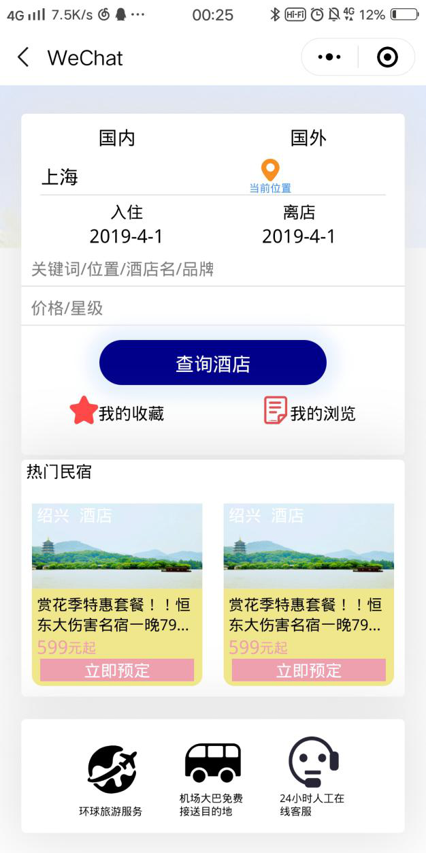 4G 7.5K/s 00:25 HiFi 4G 12%
WeChat
国内 国外
上海
当前位置
入住 离店
2019-4-1 2019-4-1
关键词/位置/酒店名/品牌
价格/星级
查询酒店
我的收藏 我的浏览
热门民宿
绍兴 酒店 绍兴 酒店
赏花季特惠套餐！！恒 赏花季特惠套餐！！恒
东大伤害名宿一晚79... 东大伤害名宿一晚79...
599元起 599元起
立即预定 立即预定
环球旅游服务
机场大巴免费
接送目的地
24小时人工在
线客服